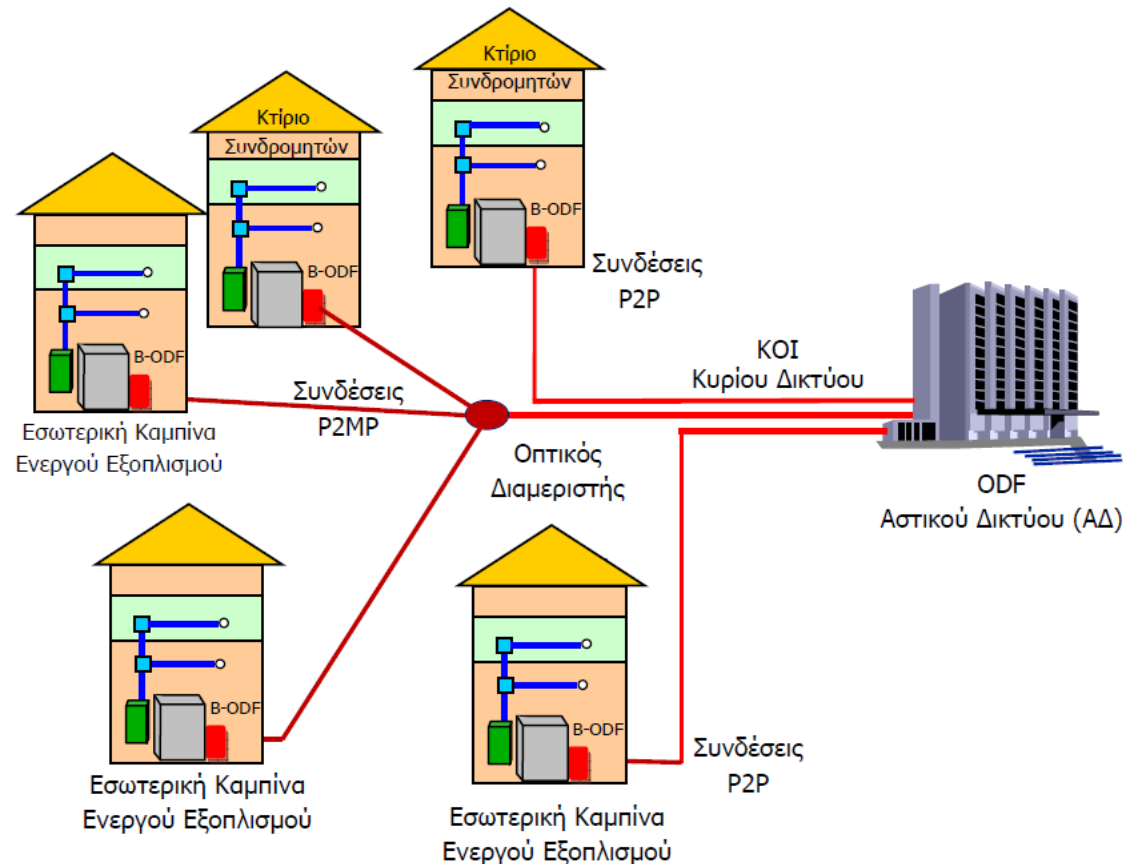 Κτίριο
Συνδρομητών
B-ODF
Κτίριο
Συνδρομητών
B-ODF
B-ODF
Εσωτερική Καμπίνα
Ενεργού Εξοπλισμού
Συνδέσεις
P2P
ΚΟΙ
Κυρίου Δικτύου
Συνδέσεις
P2MP
Οπτικός
Διαμεριστής
ODF
Αστικού Δικτύου (ΑΔ)
B-ODF
Εσωτερική Καμπίνα
Ενεργού Εξοπλισμού
B-ODF
Εσωτερική Καμπίνα
Ενεργού Εξοπλισμού
Συνδέσεις
P2P